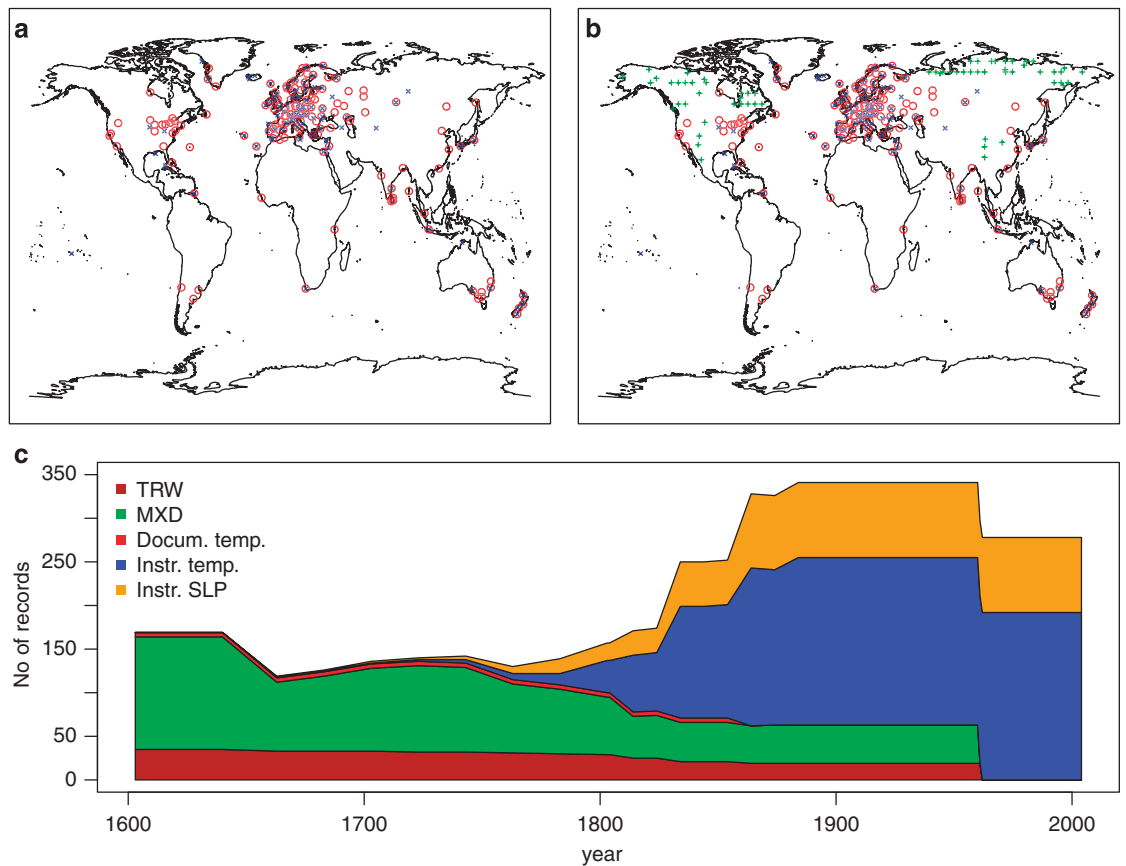 a
b
c
350
250
150
50
0
No of records
TRW
MXD
Docum. temp.
Instr. temp.
Instr. SLP
1600
1700
1800
1900
2000
year